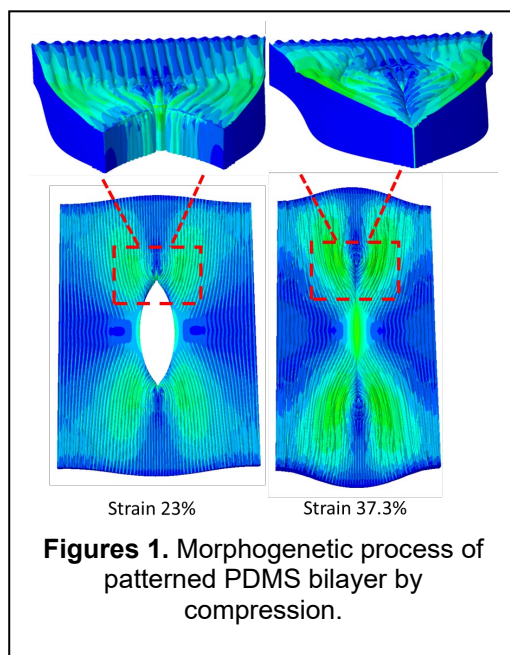 Strain 23%
Strain 37.3%
Figures 1. Morphogenetic process of
patterned PDMS bilayer by
compression.